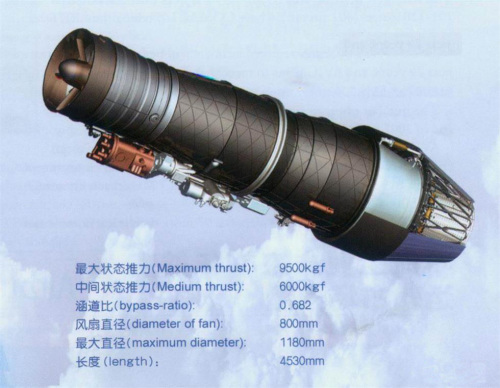 最大状态推力(Maximum thrust): 9500kgf
中间状态推力(Medium thrust): 6000kgf
涵道比(bypass-ratio): 0.682
风扇直径(diameter of fan): 800mm
最大直径(maximum diameter): 1180mm
长度(length)： 4530mm